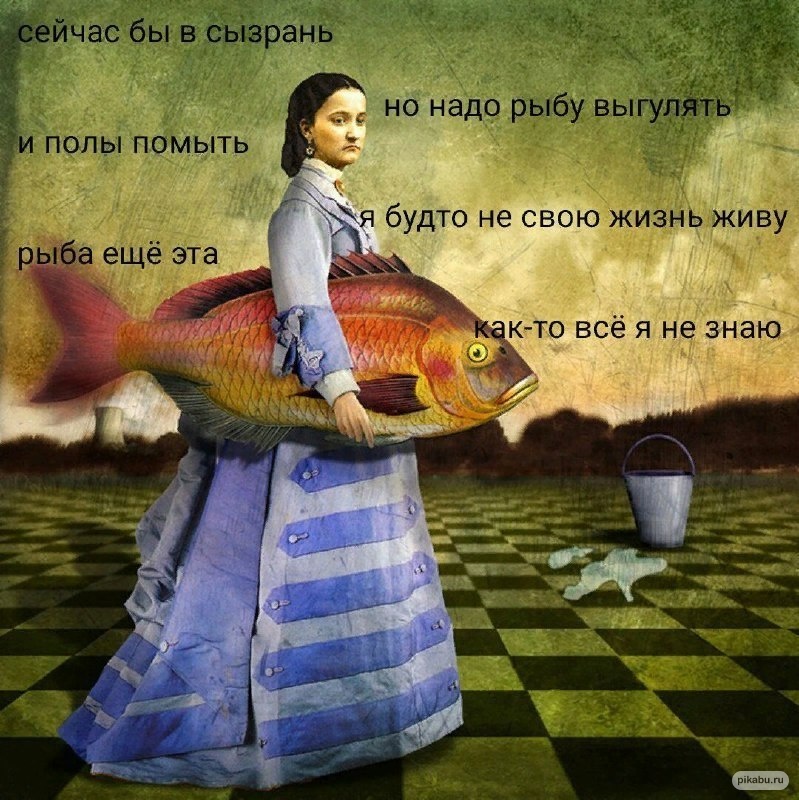 сейчас бы в сызрань
но надо рыбу выгулять
и полы помыть
я будто не свою жизнь живу
рыба ещё эта
как-то всё я не знаю
pikabu.ru